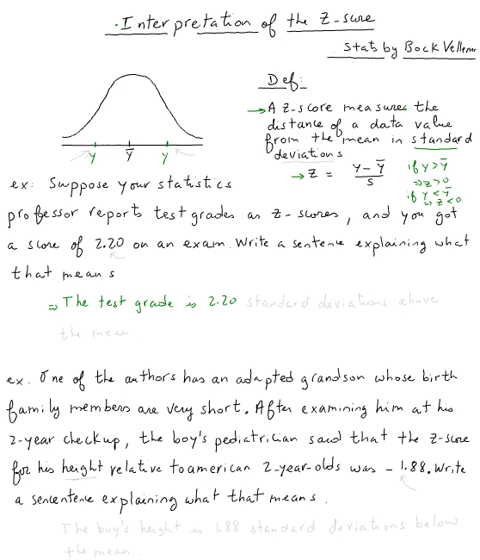 . Interpretation of the Z-score
Stats by Bock Vellem
Def:
→ A Z-score measures the
distance of a data value
from the mean in standard
deviations
→ Z = y - ȳ / s
if y > ȳ
⇒ z > 0
if y < ȳ
⇒ z < 0
y ȳ y
ex: Suppose your statistics
professor reports test grades as z-scores, and you got
a score of 2.20 on an exam. Write a sentence explaining what
that means
⇒ The test grade is 2.20 standard deviations above
the mean.
ex. One of the authors has an adapted grandson whose birth
family members are very short. After examining him at his
2-year checkup, the boy's pediatrician said that the z-score
for his height relative to american 2-year-olds was - 1.88. Write
a sencentence explaining what that means.
The boy's height is 1.88 standard deviations below
the mean.